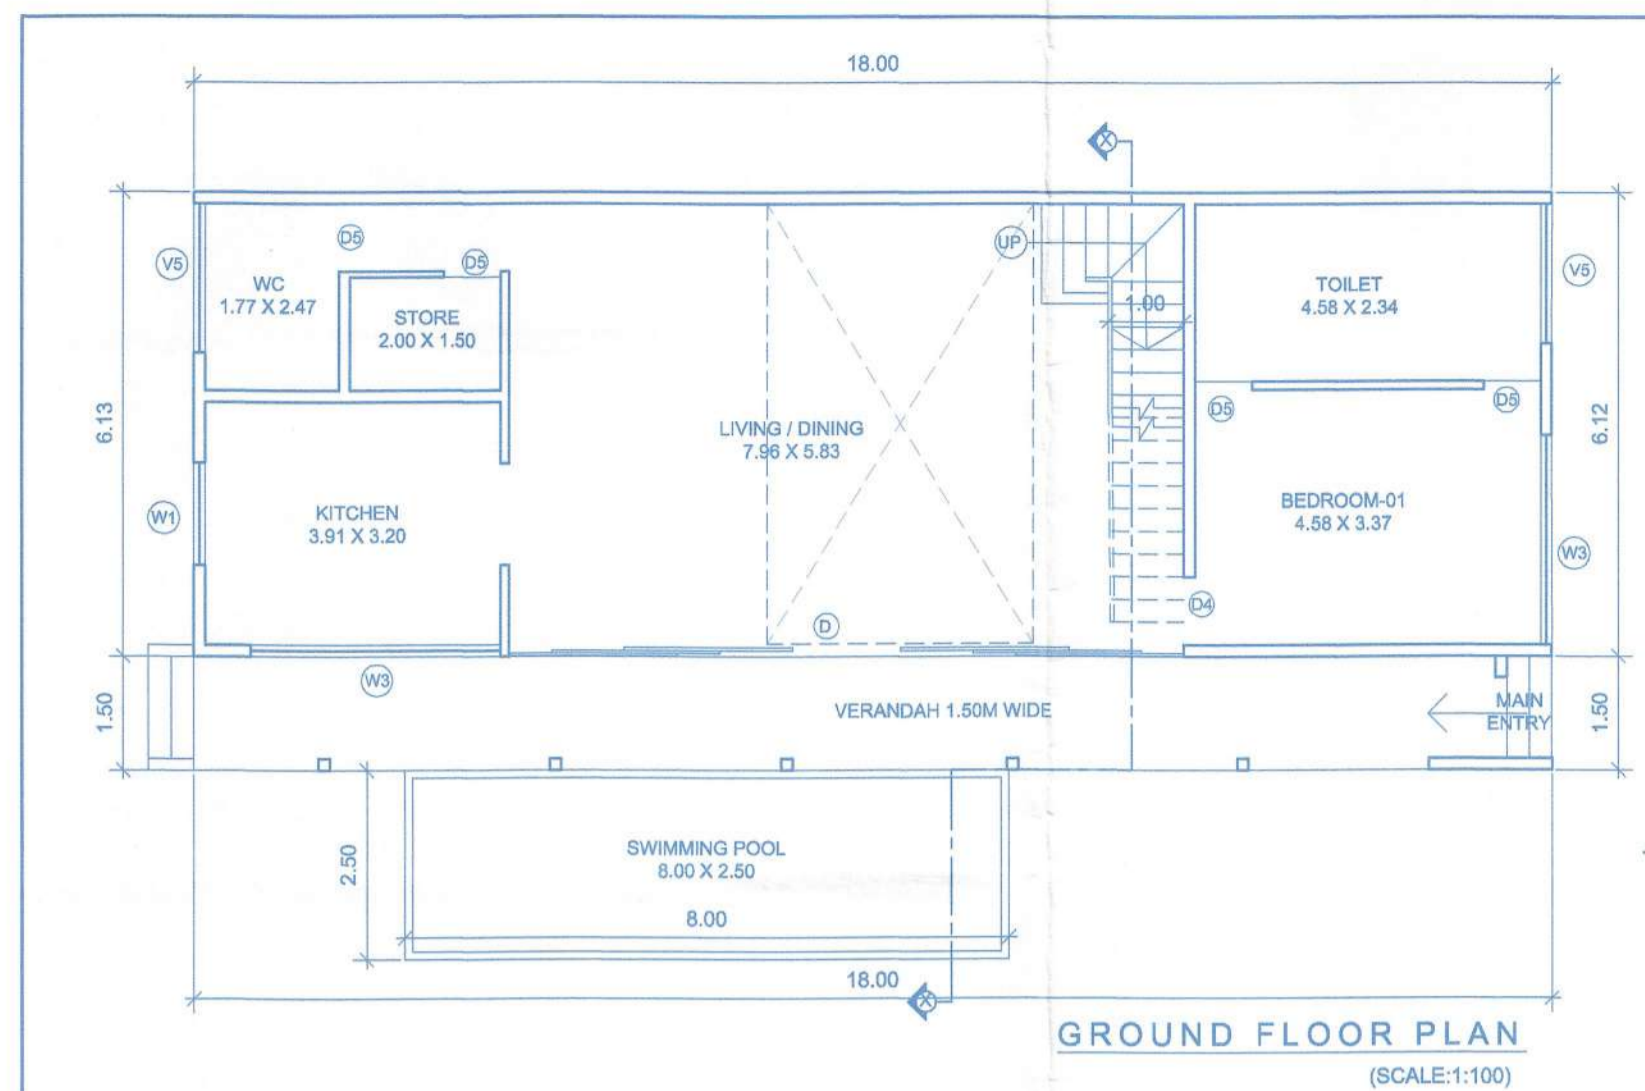 18.00
X
V5
D5
D5
UP
V5
WC
1.77 X 2.47
STORE
2.00 X 1.50
1.00
TOILET
4.58 X 2.34
6.13
6.12
LIVING / DINING
7.96 X 5.83
D5
D5
W1
KITCHEN
3.91 X 3.20
BEDROOM-01
4.58 X 3.37
W3
D
D4
W3
1.50
VERANDAH 1.50M WIDE
MAIN
ENTRY
1.50
2.50
SWIMMING POOL
8.00 X 2.50
8.00
18.00
X
GROUND FLOOR PLAN
(SCALE:1:100)